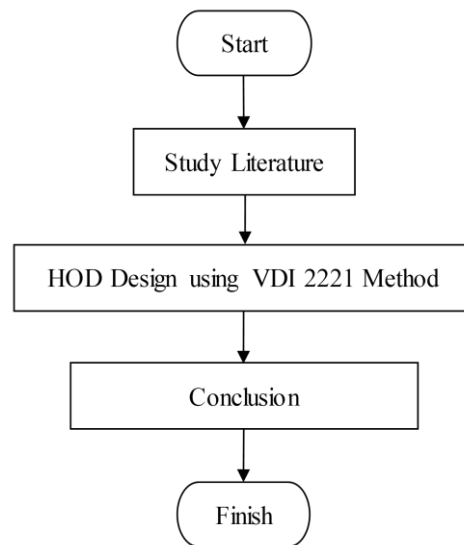 Start
Study Literature
HOD Design using VDI 2221 Method
Conclusion
Finish